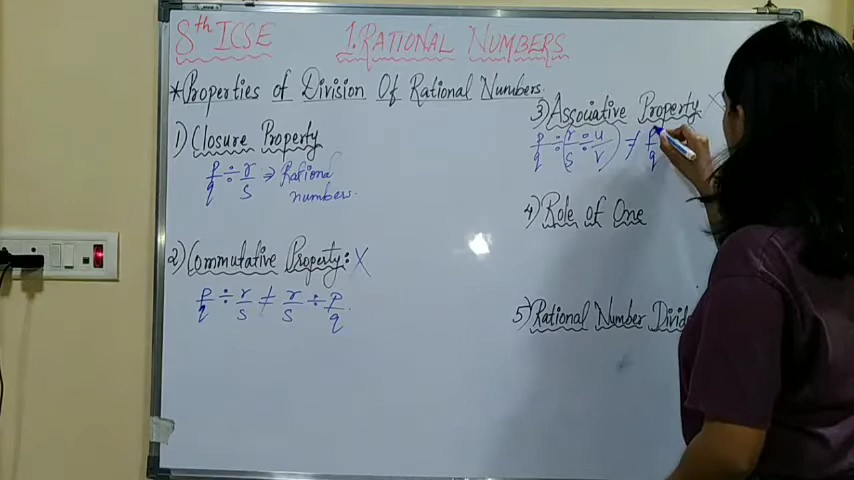 8th ICSE 1. RATIONAL NUMBERS
*Properties of Division Of Rational Numbers.
1) Closure Property
p/q ÷ r/s ⇒ Rational
numbers.
2) Commutative Property: X
p/q ÷ r/s ≠ r/s ÷ p/q.
3) Associative Property X
p/q ÷ (r/s ÷ u/v) ≠ p/q
4) Role of One
5) Rational Number